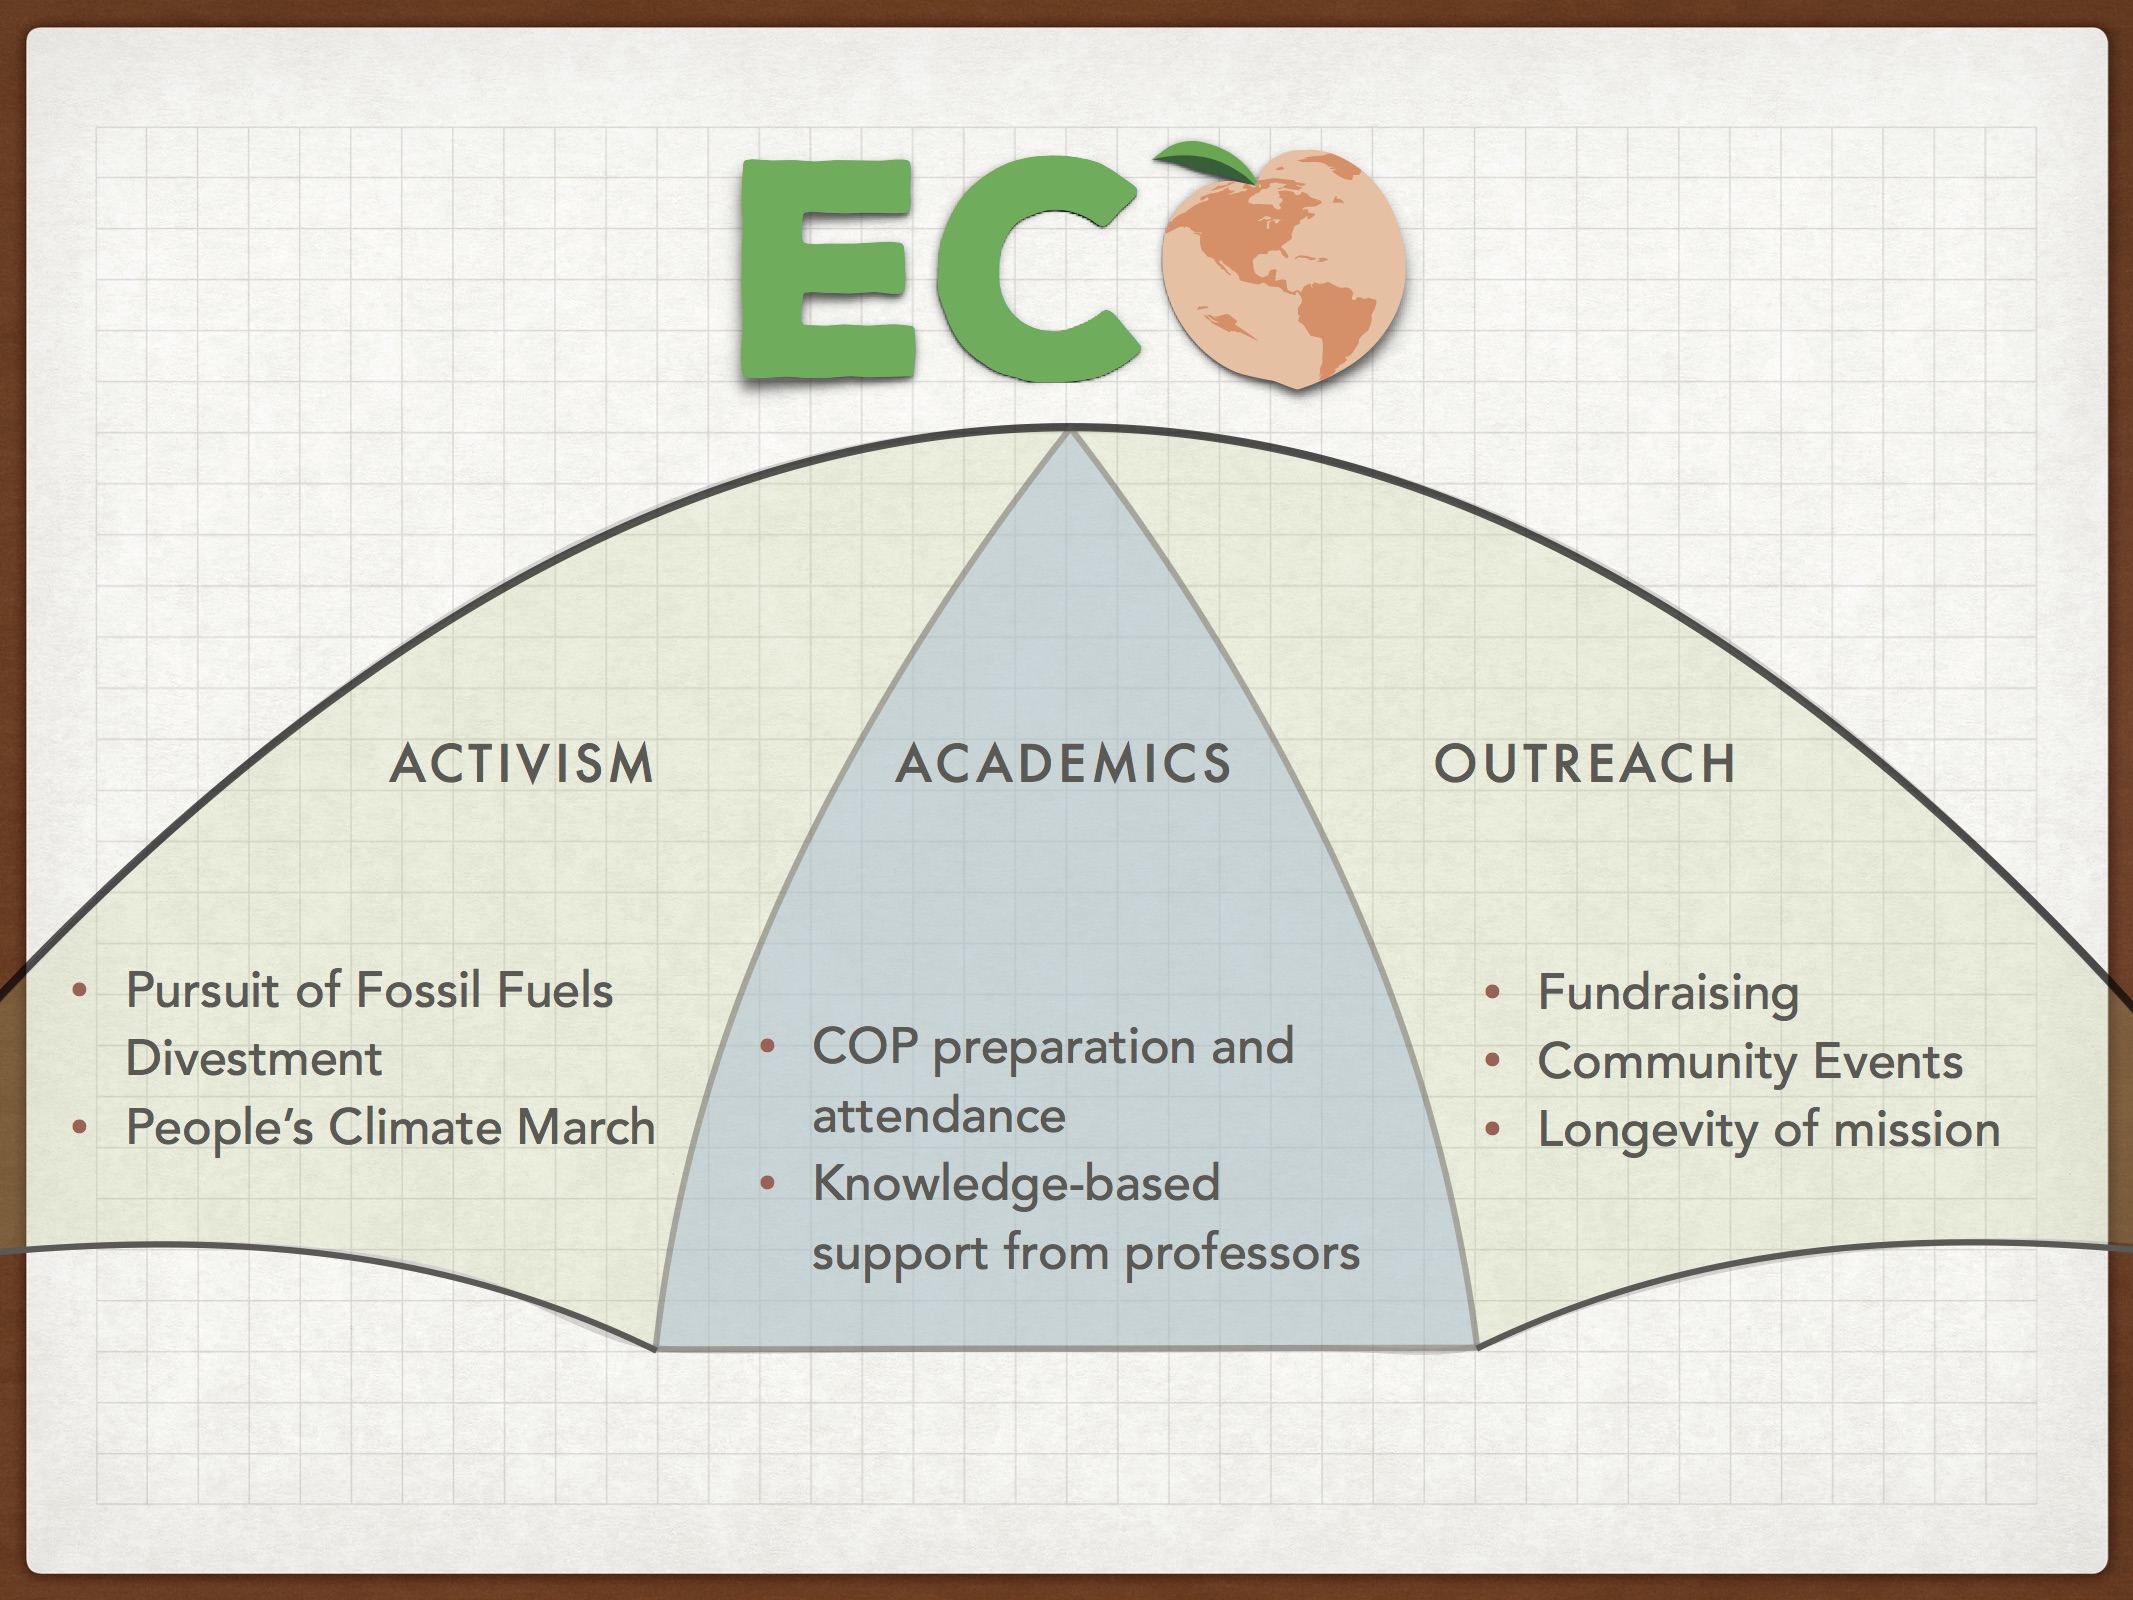 ECO
ACTIVISM
ACADEMICS
OUTREACH
• Pursuit of Fossil Fuels
Divestment
• People’s Climate March
• COP preparation and
attendance
• Knowledge-based
support from professors
• Fundraising
• Community Events
• Longevity of mission